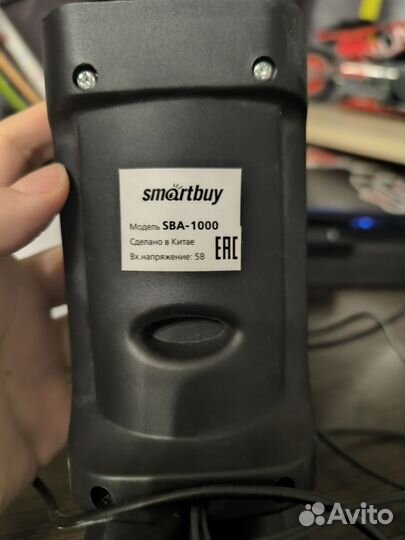 smartbuy
Модель SBA-1000
Сделано в Китае
Вх.напряжение: 5В
EAC
Avito